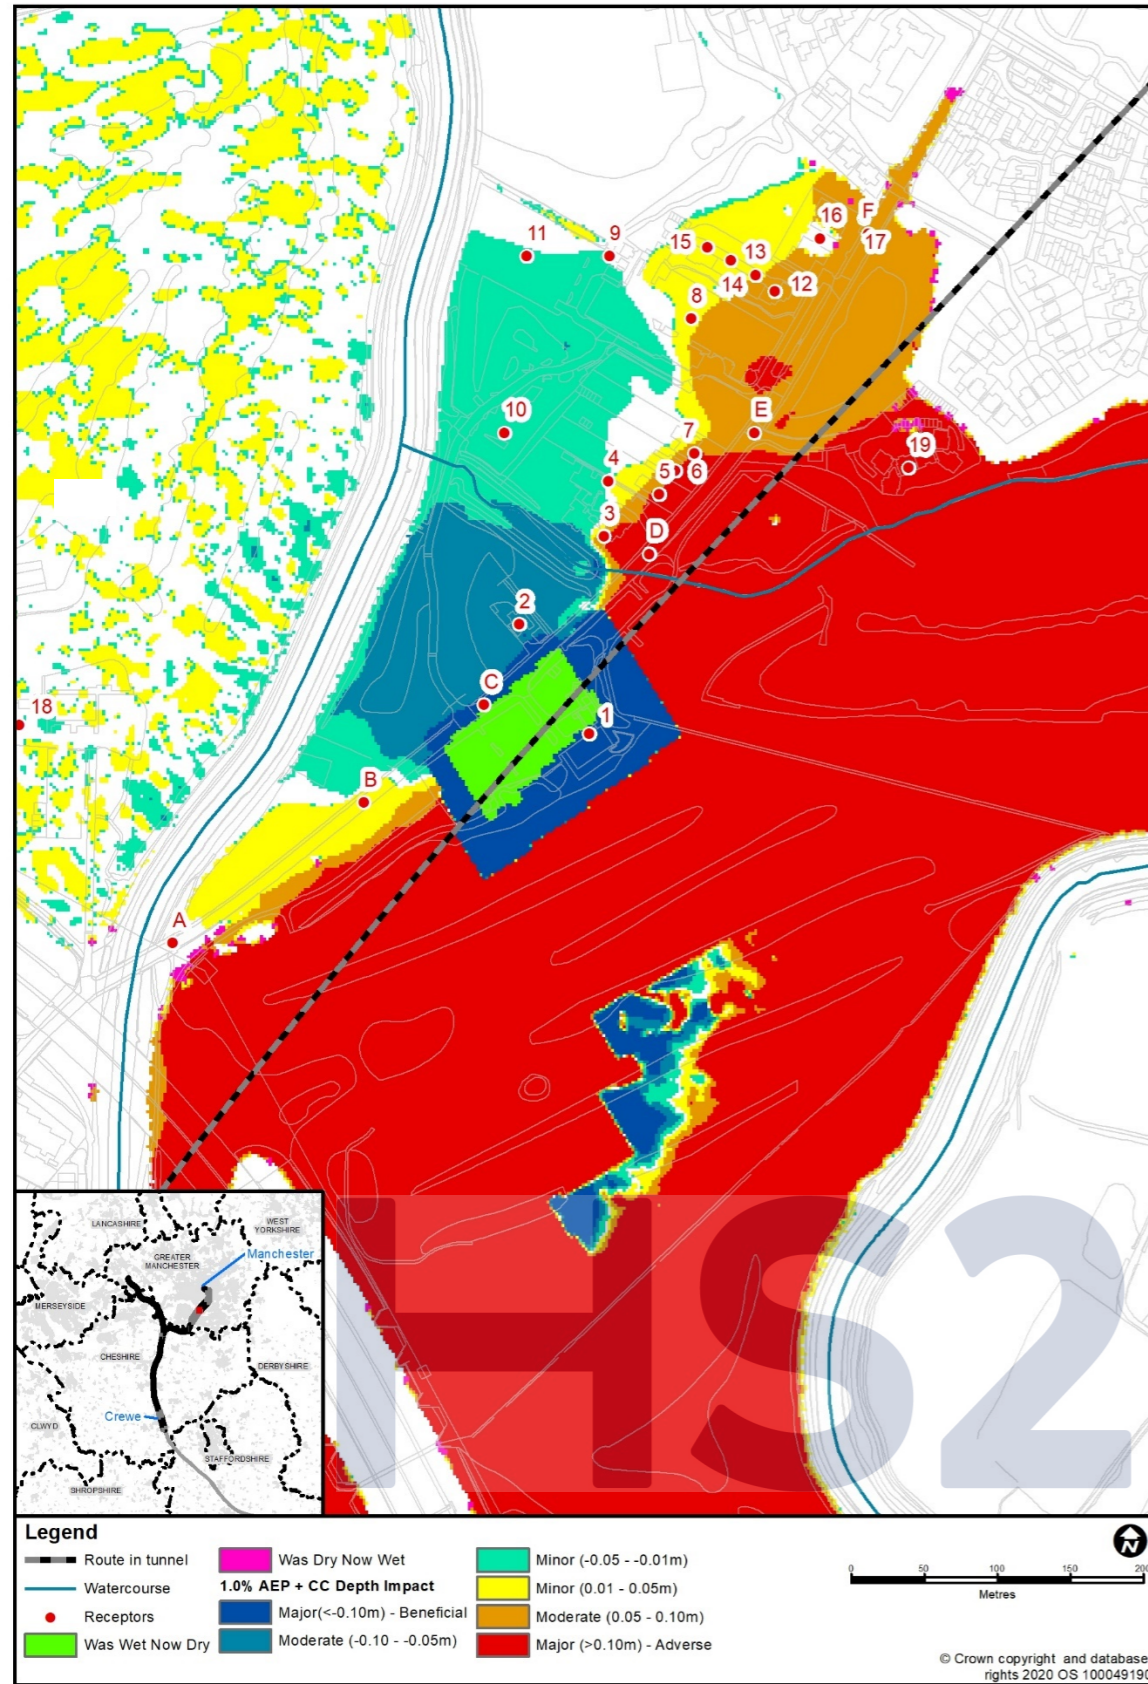 F
16
17
15
13
14
12
11
9
8
10
E
7
4
5
6
19
3
D
2
C
1
18
B
A
HS2
LANCASHIRE
WEST
YORKSHIRE
GREATER
MANCHESTER
Manchester
MERSEYSIDE
CHESHIRE
DERBYSHIRE
Crewe
CLWYD
STAFFORDSHIRE
SHROPSHIRE
Legend
Route in tunnel
Watercourse
Receptors
Was Wet Now Dry
Was Dry Now Wet
1.0% AEP + CC Depth Impact
Major(<-0.10m) - Beneficial
Moderate (-0.10 - -0.05m)
Minor (-0.05 - -0.01m)
Minor (0.01 - 0.05m)
Moderate (0.05 - 0.10m)
Major (>0.10m) - Adverse
N
0 50 100 150 200
Metres
© Crown copyright and database
rights 2020 OS 100049190